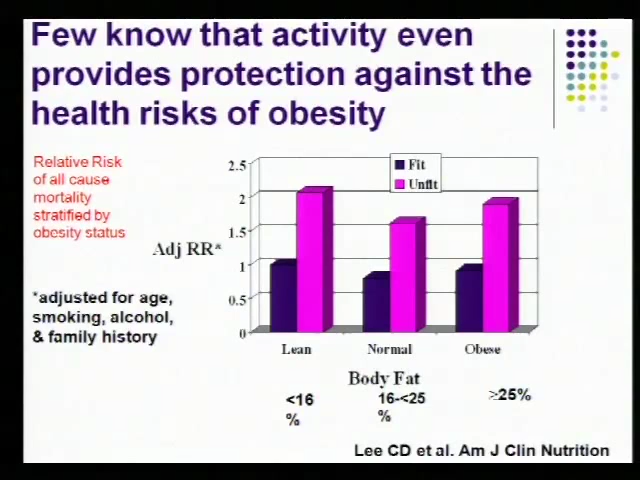 Few know that activity even
provides protection against the
health risks of obesity
Relative Risk
of all cause
mortality
stratified by
obesity status
*adjusted for age,
smoking, alcohol,
& family history
Adj RR*
2.5
2
1.5
1
0.5
0
Fit
Unfit
Lean Normal Obese
Body Fat
<16
%
16-<25
%
≥25%
Lee CD et al. Am J Clin Nutrition